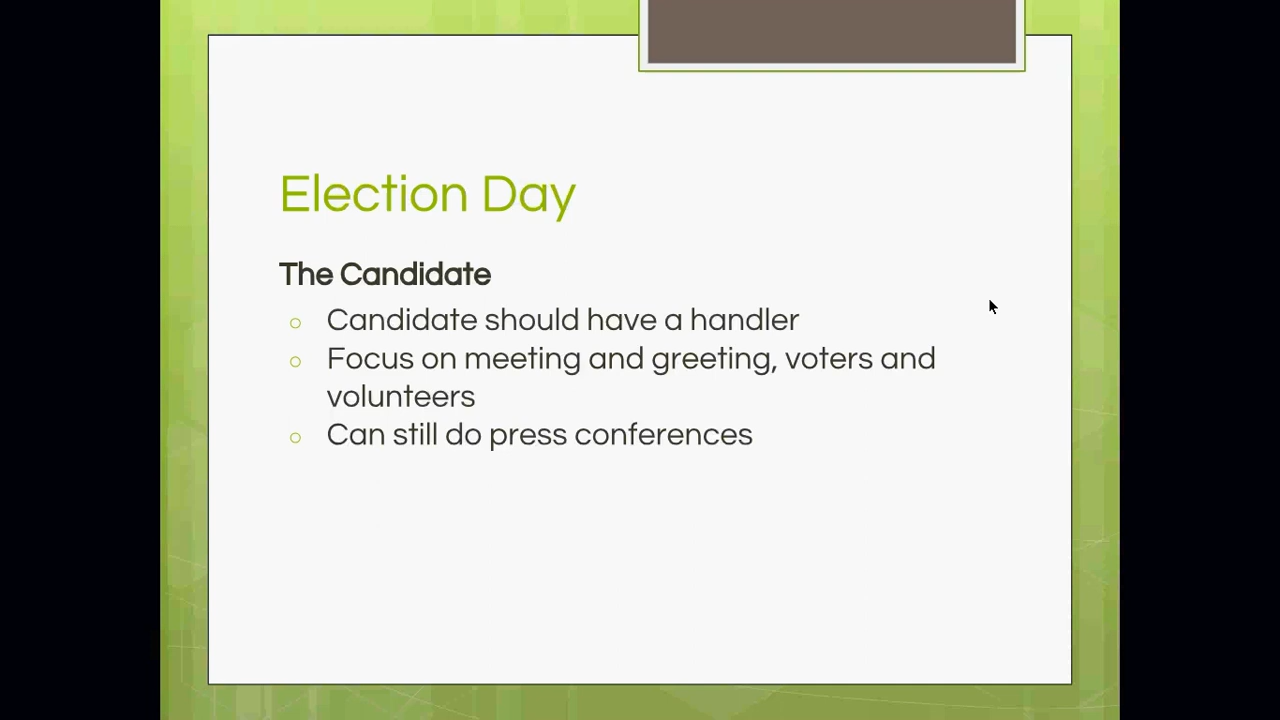 Election Day
The Candidate
○ Candidate should have a handler
○ Focus on meeting and greeting, voters and
volunteers
○ Can still do press conferences